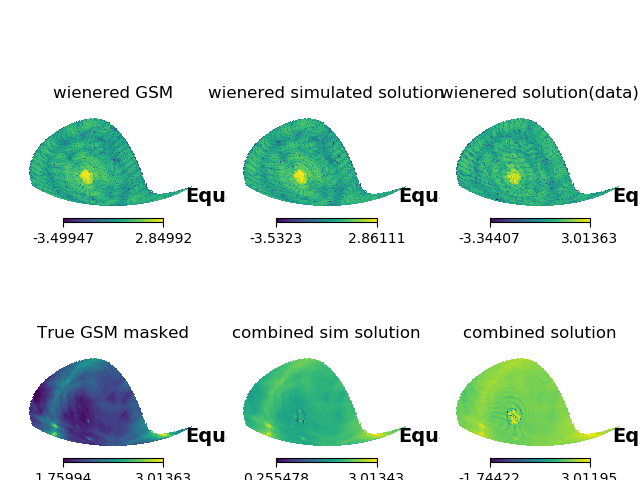 wienered GSM
wienered simulated solution
wienered solution(data)
Equ
Equ
Eq
-3.49947 2.84992
-3.5323 2.86111
-3.34407 3.01363
True GSM masked
combined sim solution
combined solution
Equ
Equ
Eq
1.75994 3.01363
0.255478 3.01343
-1.74422 3.01195